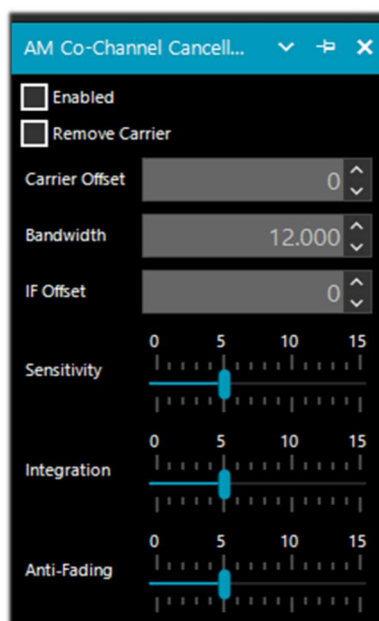 AM Co-Channel Cancell...
Enabled
Remove Carrier
Carrier Offset 0
Bandwidth 12.000
IF Offset 0
0 5 10 15
Sensitivity
0 5 10 15
Integration
0 5 10 15
Anti-Fading